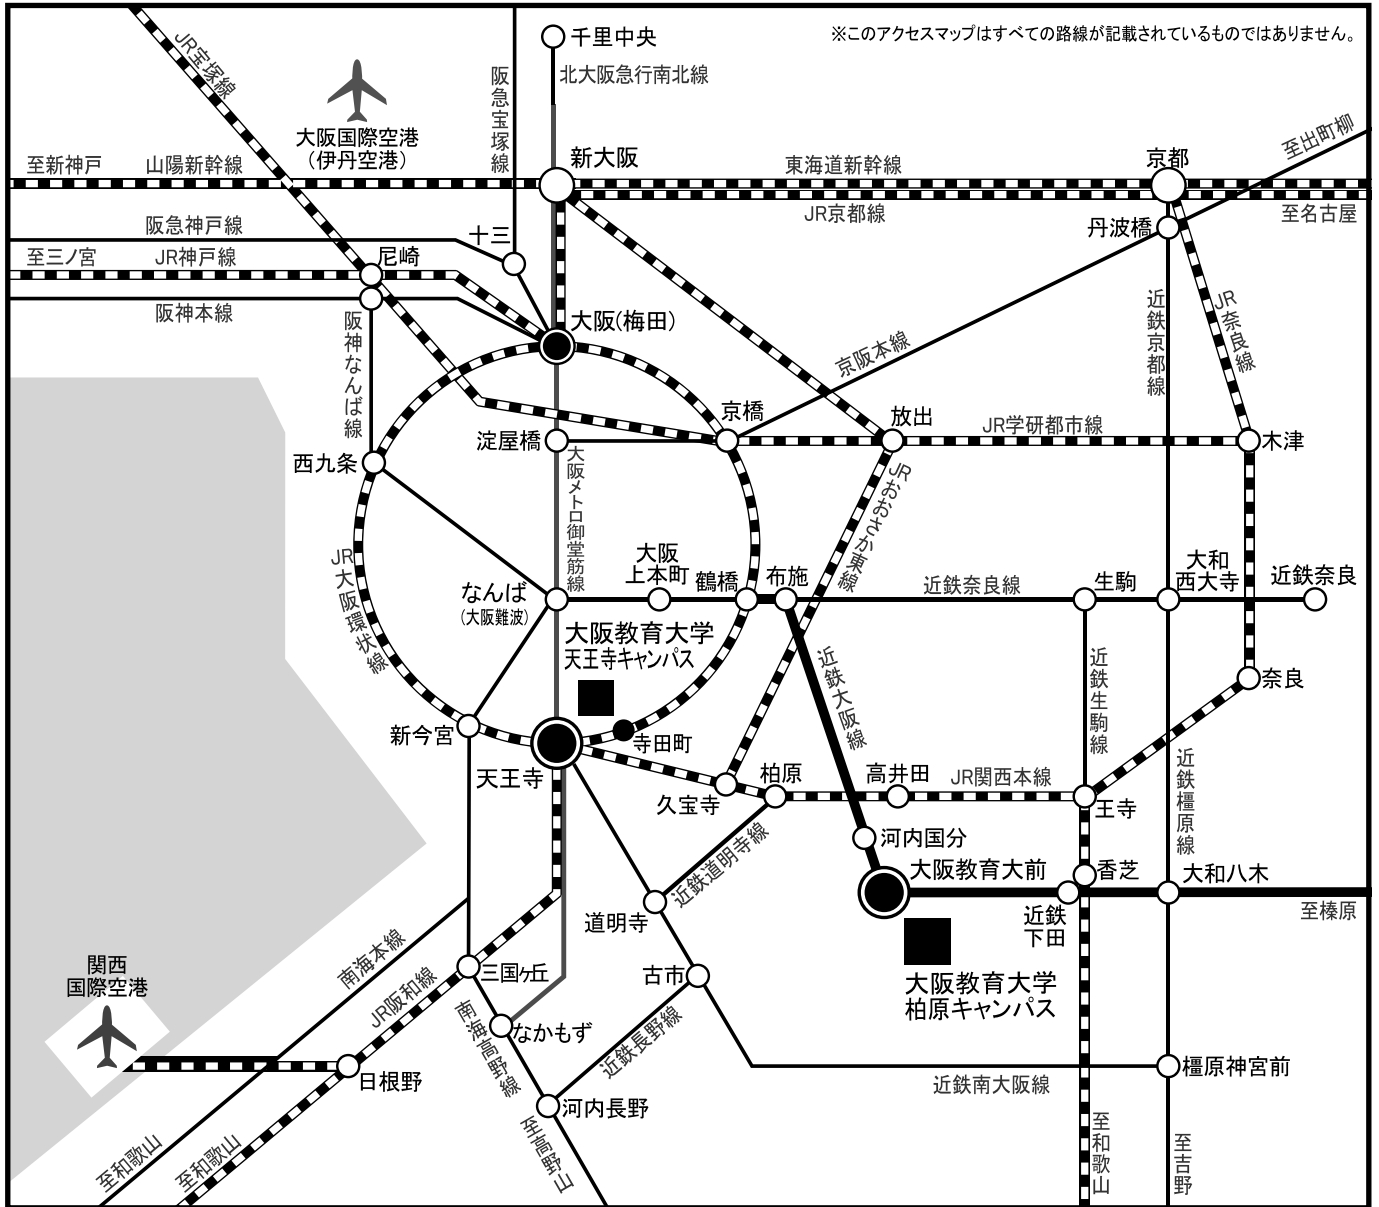 千里中央
※このアクセスマップはすべての路線が記載されているものではありません。
JR宝塚線
阪急宝塚線
北大阪急行南北線
大阪国際空港
（伊丹空港）
至出町柳
至新神戸
山陽新幹線
新大阪
東海道新幹線
京都
阪急神戸線
JR京都線
至名古屋
十三
丹波橋
至三ノ宮
JR神戸線
尼崎
阪神本線
阪神なんば線
大阪（梅田）
近鉄京都線
JR奈良線
京阪本線
京橋
放出
JR学研都市線
淀屋橋
木津
西九条
大阪メトロ御堂筋線
JRおおさか東線
JR大阪環状線
大阪
上本町
鶴橋
布施
近鉄奈良線
生駒
大和
西大寺
近鉄奈良
なんば
（大阪難波）
大阪教育大学
天王寺キャンパス
近鉄大阪線
近鉄生駒線
奈良
新今宮
寺田町
天王寺
久宝寺
柏原
高井田
JR関西本線
王寺
近鉄橿原線
近鉄道明寺線
河内国分
大阪教育大前
香芝
大和八木
至榛原
道明寺
近鉄
下田
南海本線
関西
国際空港
三国ヶ丘
古市
大阪教育大学
柏原キャンパス
JR阪和線
南海高野線
なかもず
近鉄長野線
日根野
近鉄南大阪線
橿原神宮前
河内長野
至和歌山
至和歌山
至高野山
至和歌山
至吉野